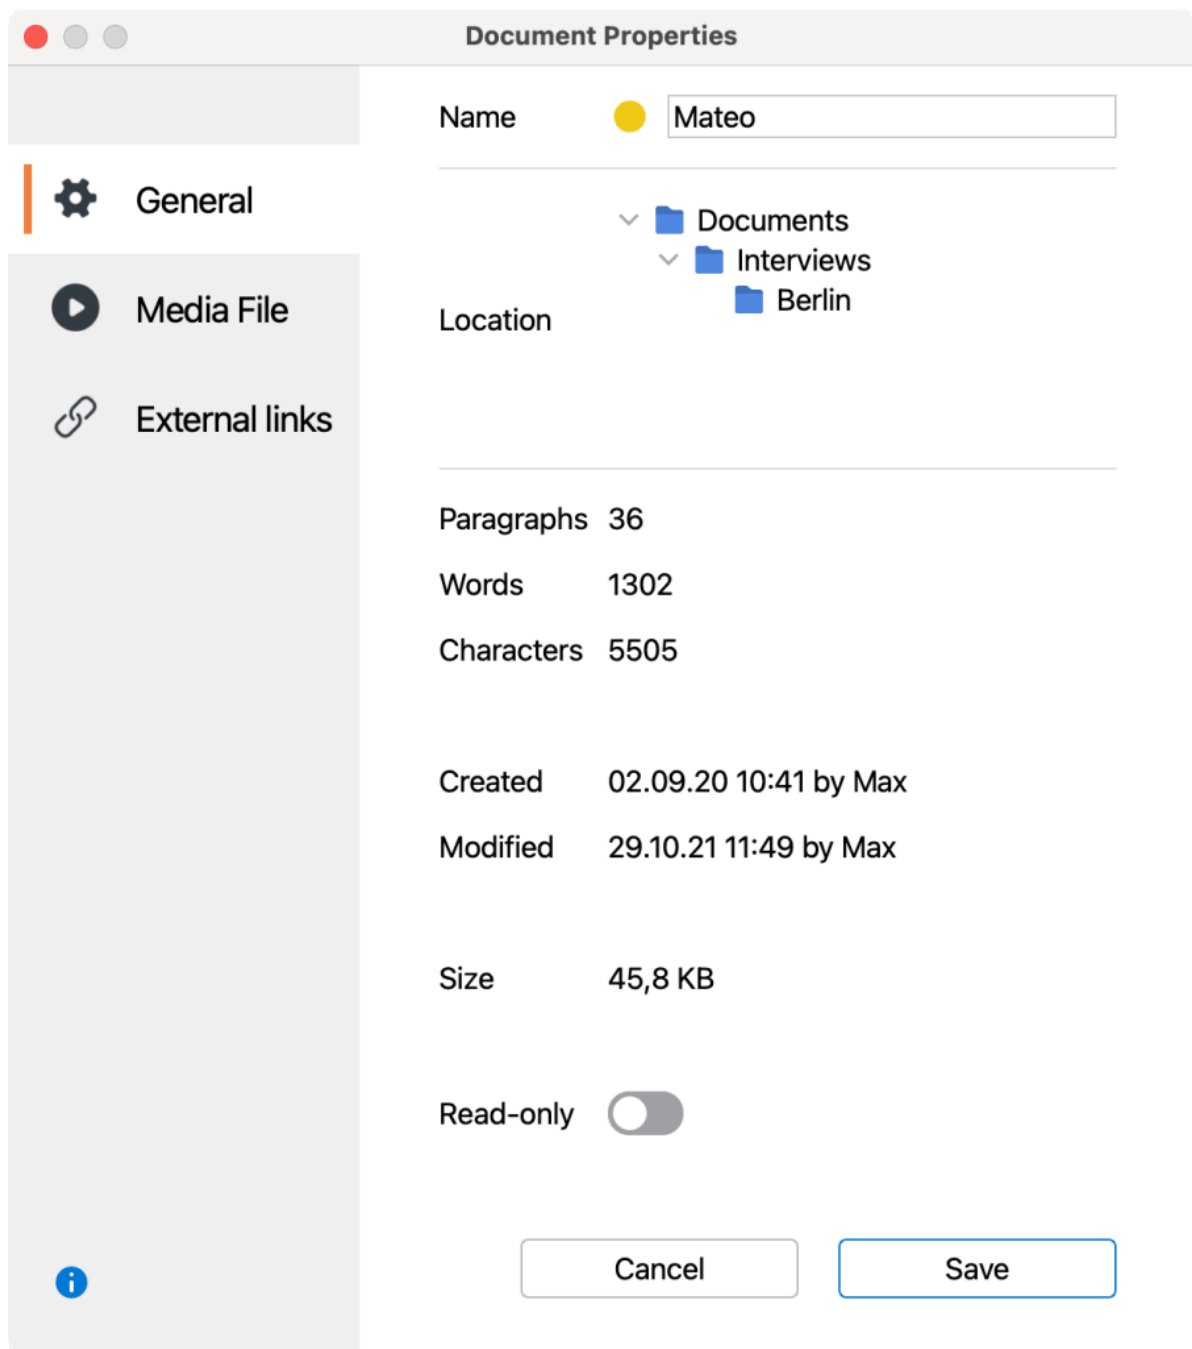 Document Properties
Name Mateo
General
Media File
External links
Location
Documents
Interviews
Berlin
Paragraphs 36
Words 1302
Characters 5505
Created 02.09.20 10:41 by Max
Modified 29.10.21 11:49 by Max
Size 45,8 KB
Read-only
Cancel Save